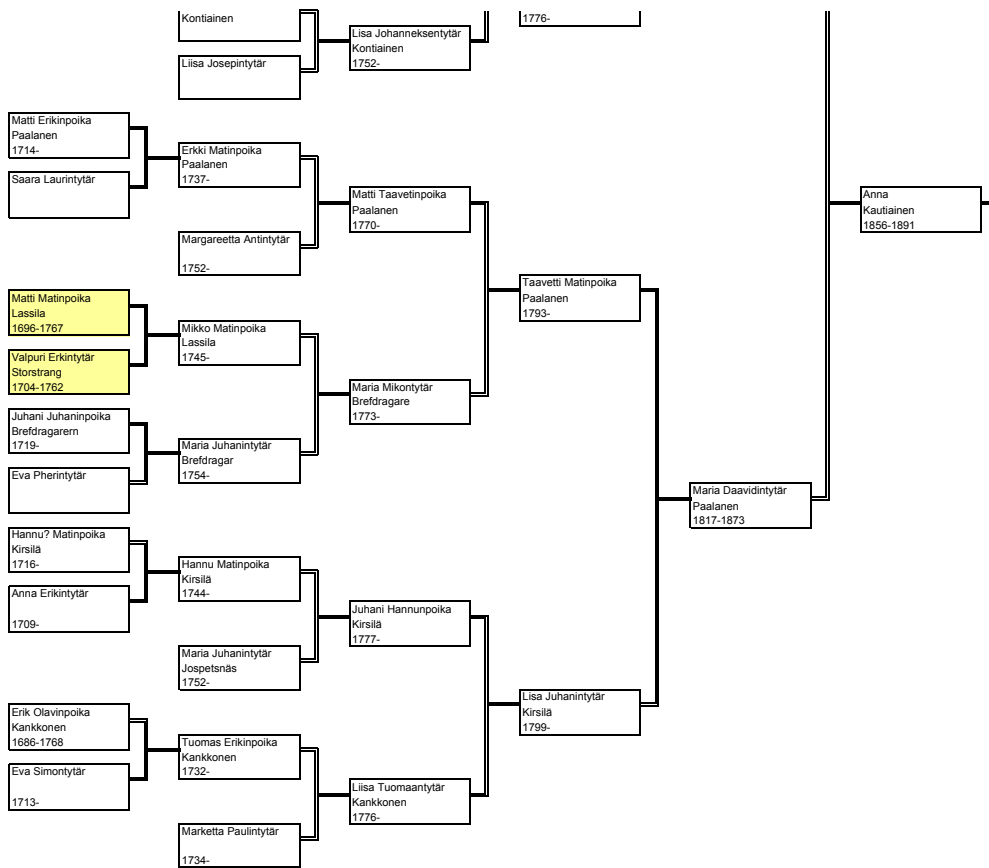 Kontiainen
1776-
Lisa Johanneksentytär
Kontiainen
1752-
Liisa Josepintytär
Matti Erikinpoika
Paalanen
1714-
Saara Laurintytär
Erkki Matinpoika
Paalanen
1737-
Margareetta Antintytär
1752-
Matti Taavetinpoika
Paalanen
1770-
Anna
Kautiainen
1856-1891
Matti Matinpoika
Lassila
1696-1767
Valpuri Erkintytär
Storstrang
1704-1762
Mikko Matinpoika
Lassila
1745-
Taavetti Matinpoika
Paalanen
1793-
Juhani Juhaninpoika
Brefdragarern
1719-
Eva Pherintytär
Maria Juhanintytär
Brefdragar
1754-
Maria Mikontytär
Brefdragare
1773-
Maria Daavidintytär
Paalanen
1817-1873
Hannu? Matinpoika
Kirsilä
1716-
Anna Erikintytär
1709-
Hannu Matinpoika
Kirsilä
1744-
Maria Juhanintytär
Jospetsnäs
1752-
Juhani Hannunpoika
Kirsilä
1777-
Lisa Juhanintytär
Kirsilä
1799-
Erik Olavinpoika
Kankkonen
1686-1768
Eva Simontytär
1713-
Tuomas Erikinpoika
Kankkonen
1732-
Marketta Paulintytär
1734-
Liisa Tuomaantytär
Kankkonen
1776-